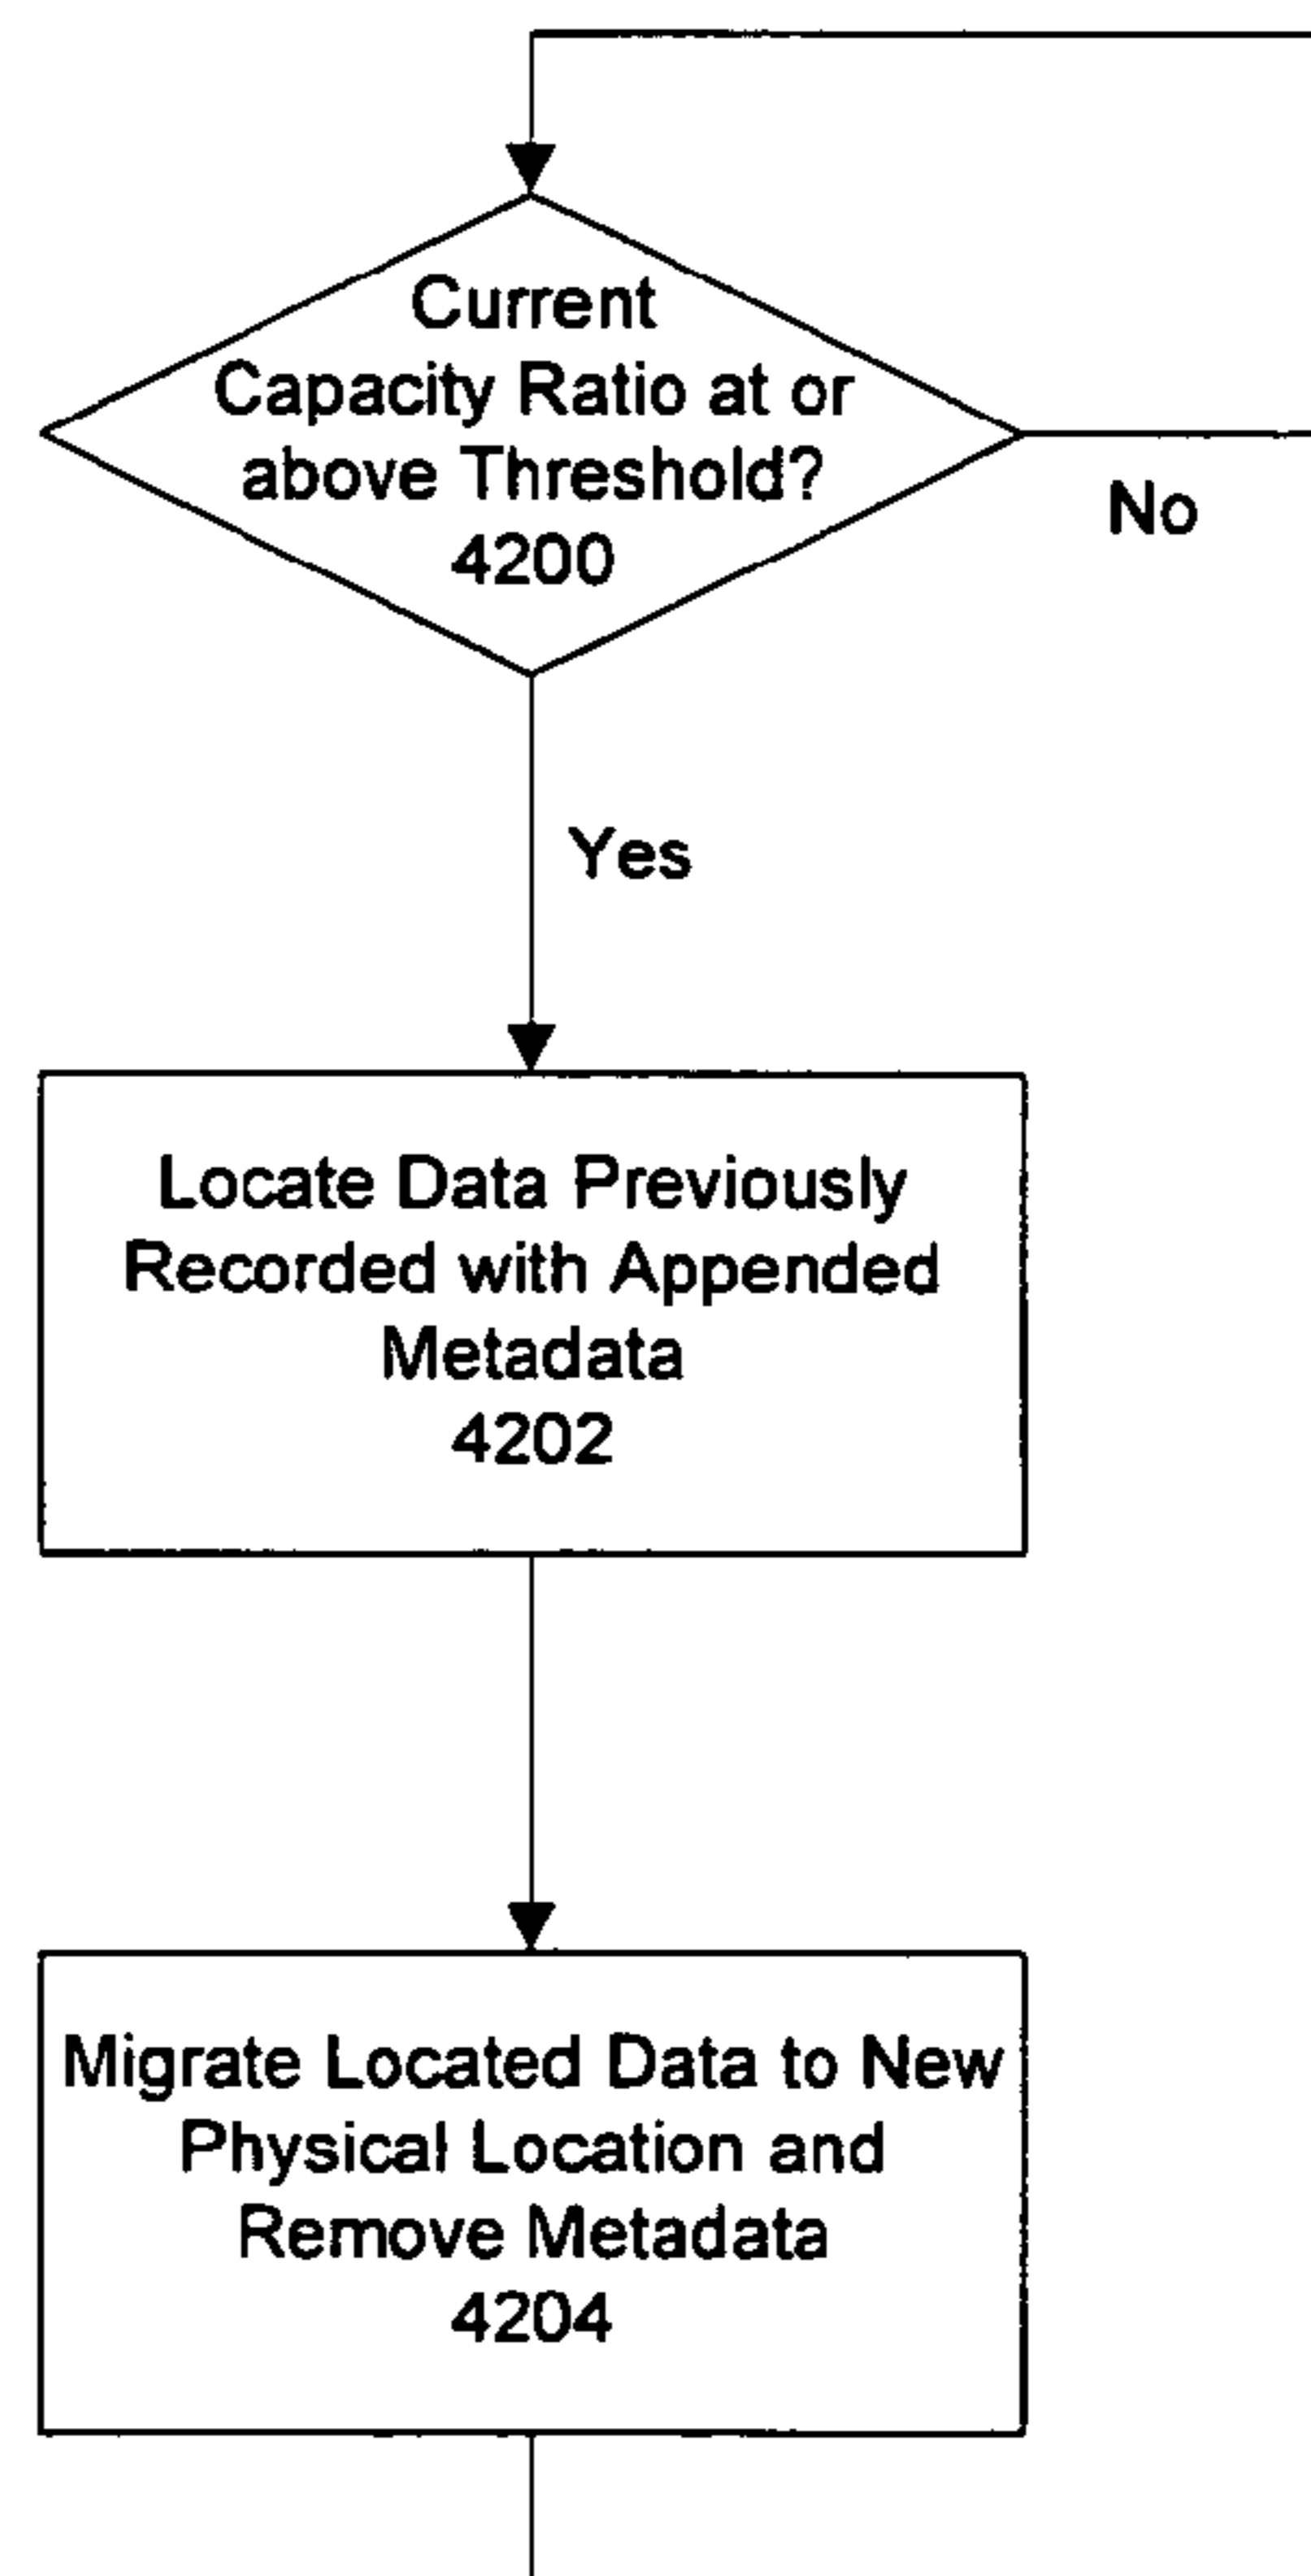 Current
Capacity Ratio at or
above Threshold?
4200
No
Yes
Locate Data Previously
Recorded with Appended
Metadata
4202
Migrate Located Data to New
Physical Location and
Remove Metadata
4204